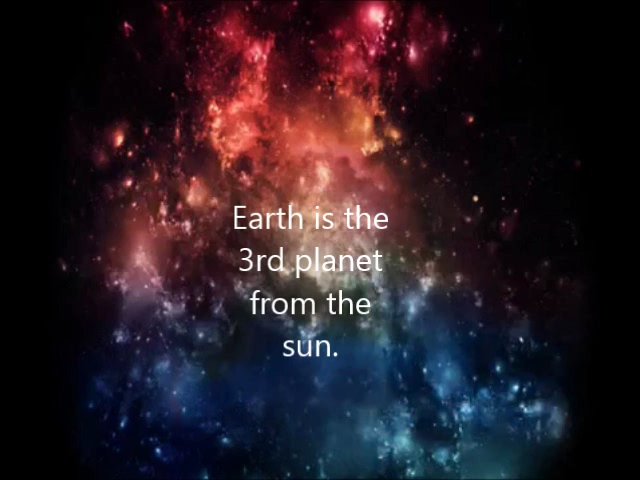 Earth is the
3rd planet
from the
sun.